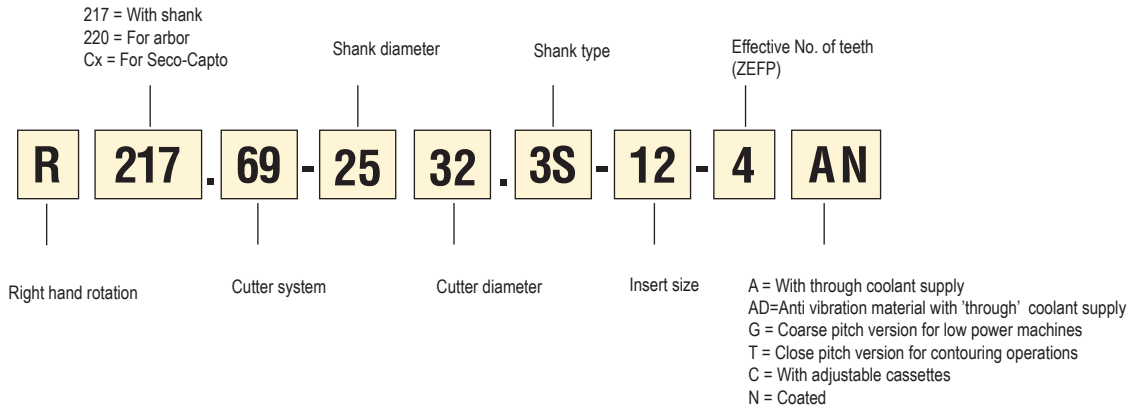 217 = With shank
220 = For arbor
Cx = For Seco-Capto
Shank diameter
Shank type
Effective No. of teeth
(ZEFP)
R 217.69-25 32.3S-12-4 AN
Right hand rotation
Cutter system
Cutter diameter
Insert size
A = With through coolant supply
AD=Anti vibration material with 'through' coolant supply
G = Coarse pitch version for low power machines
T = Close pitch version for contouring operations
C = With adjustable cassettes
N = Coated